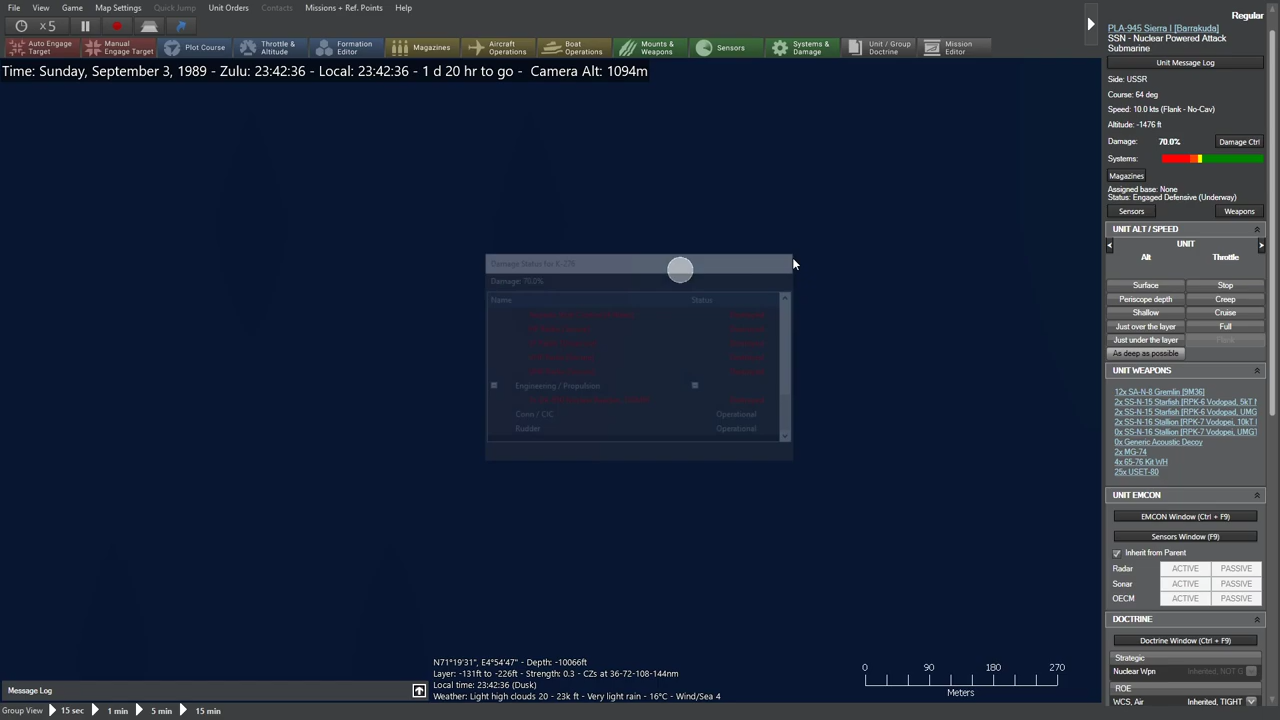 File View Game Map Settings Quick Jump Unit Orders Contacts Missions + Ref. Points Help
x 5
Auto Engage Target Manual Engage Target Plot Course Throttle & Altitude Formation Editor Magazines Aircraft Operations Boat Operations Mounts & Weapons Sensors Systems & Damage Unit / Group Doctrine Mission Editor
Time: Sunday, September 3, 1989 - Zulu: 23:42:36 - Local: 23:42:36 - 1 d 20 hr to go - Camera Alt: 1094m
Damage Status for K-276
Damage: 70.0%
Name Status
Engineering / Propulsion
Conn / CIC Operational
Rudder Operational
N71°19'31", E4°54'47" - Depth: -10066ft
Layer: -131ft to -226ft - Strength: 0.3 - CZs at 36-72-108-144nm
Local time: 23:42:36 (Dusk)
Weather: Light high clouds 20 - 23k ft - Very light rain - 16°C - Wind/Sea 4
0 90 180 270
Meters
Message Log
Group View 15 sec 1 min 5 min 15 min
Regular
PLA-945 Sierra I [Barrakuda]
SSN - Nuclear Powered Attack
Submarine
Unit Message Log
Side: USSR
Course: 64 deg
Speed: 10.0 kts (Flank - No-Cav)
Altitude: -1476 ft
Damage: 70.0% Damage Ctrl
Systems:
Magazines
Assigned base: None
Status: Engaged Defensive (Underway)
Sensors Weapons
UNIT ALT / SPEED
UNIT
Alt Throttle
Surface Stop
Periscope depth Creep
Shallow Cruise
Just over the layer Full
Just under the layer Flank
As deep as possible
UNIT WEAPONS
12x SA-N-8 Gremlin [9M36]
2x SS-N-15 Starfish [RPK-6 Vodopad, 5kT N
2x SS-N-15 Starfish [RPK-6 Vodopad, UMG
2x SS-N-16 Stallion [RPK-7 Vodopei, 10kT
0x SS-N-16 Stallion [RPK-7 Vodopei, UMGT
0x Generic Acoustic Decoy
2x MG-74
4x 65-76 Kit WH
25x USET-80
UNIT EMCON
EMCON Window (Ctrl + F9)
Sensors Window (F9)
Inherit from Parent
Radar ACTIVE PASSIVE
Sonar ACTIVE PASSIVE
OECM ACTIVE PASSIVE
DOCTRINE
Doctrine Window (Ctrl + F9)
Strategic
Nuclear Wpn Inherited, NOT G
ROE
WCS, Air Inherited, TIGHT